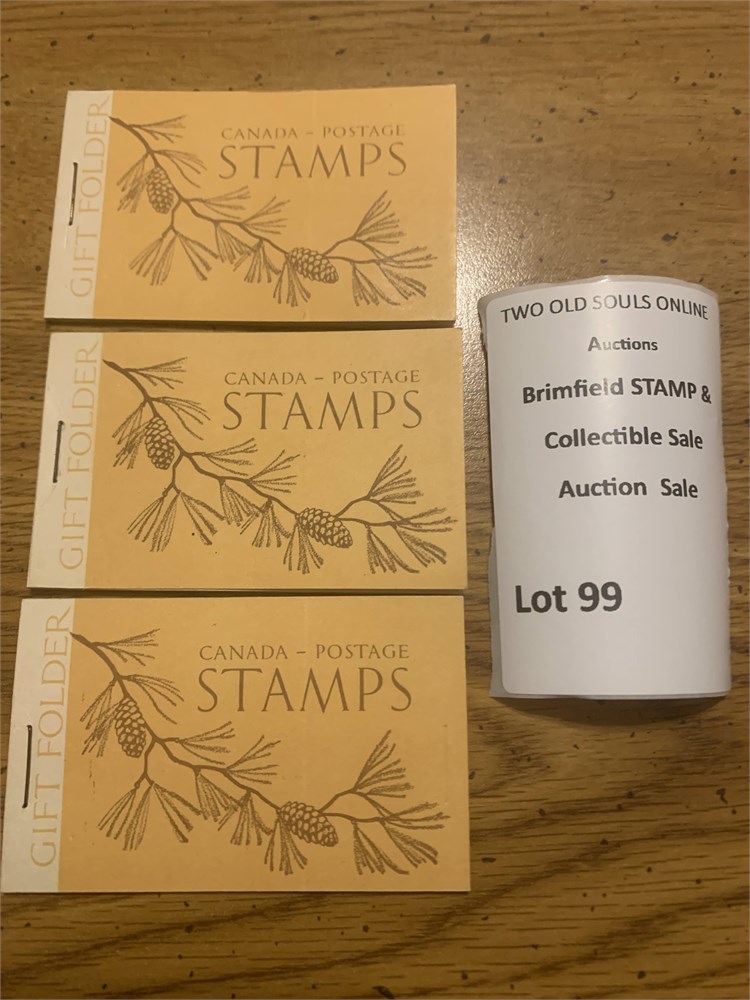 GIFT FOLDER
CANADA – POSTAGE
STAMPS
GIFT FOLDER
CANADA – POSTAGE
STAMPS
GIFT FOLDER
CANADA – POSTAGE
STAMPS
TWO OLD SOULS ONLINE
Auctions
Brimfield STAMP &
Collectible Sale
Auction Sale
Lot 99